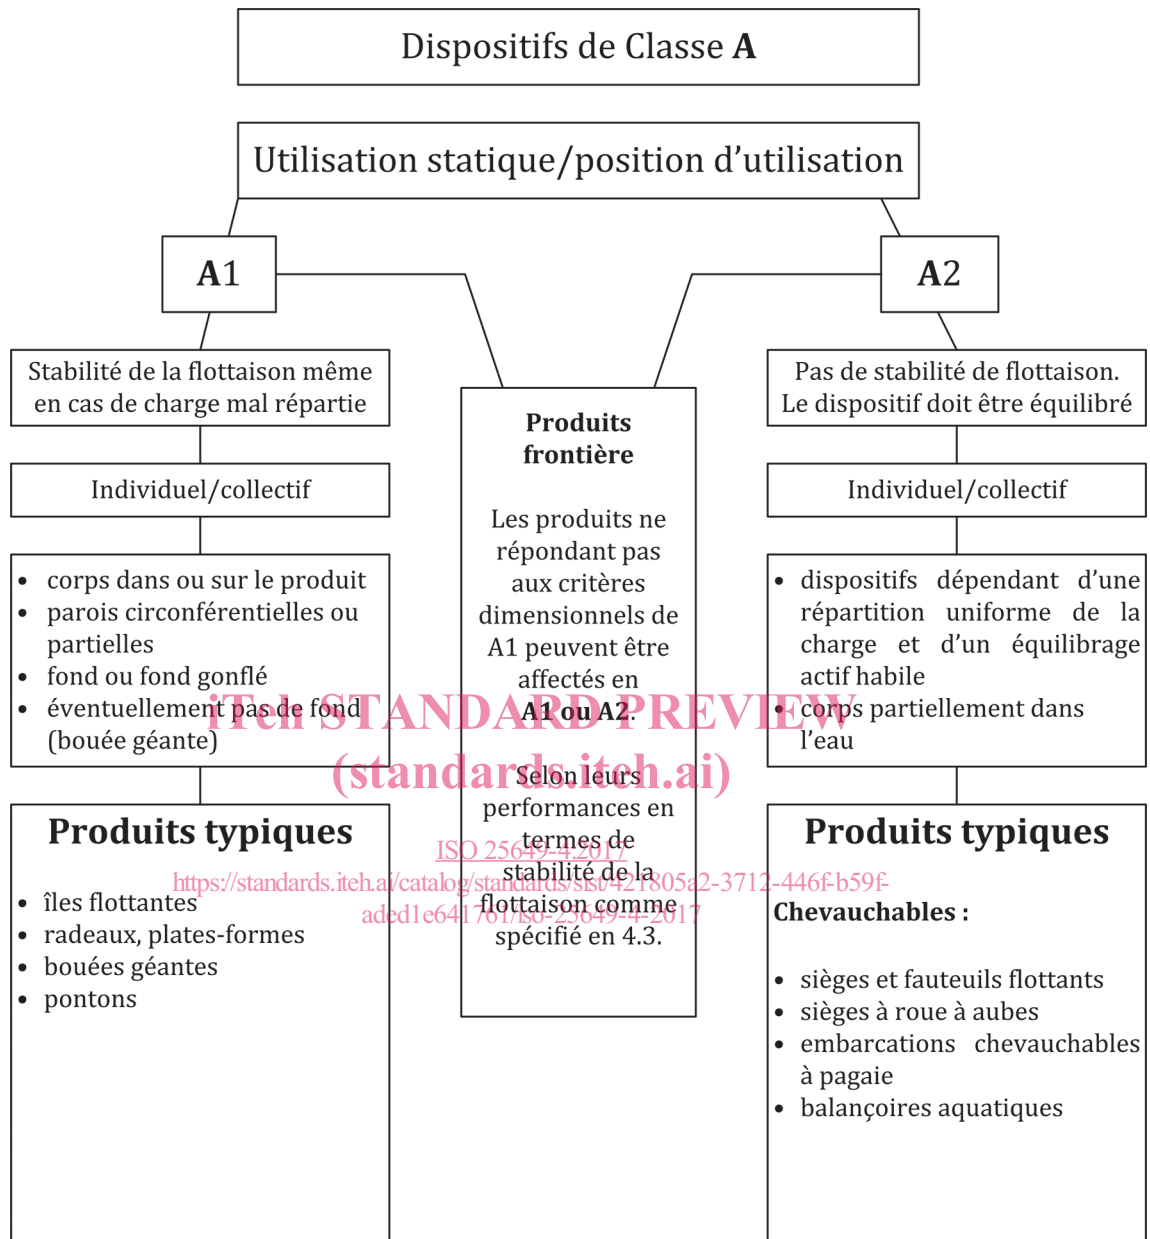 Dispositifs de Classe A
Utilisation statique/position d’utilisation
A1
A2
Stabilité de la flottaison même
en cas de charge mal répartie
Individuel/collectif
• corps dans ou sur le produit
• parois circonférentielles ou
partielles
• fond ou fond gonflé
• éventuellement pas de fond
(bouée géante)
Produits typiques
• îles flottantes
• radeaux, plates-formes
• bouées géantes
• pontons
Produits
frontière
Les produits ne
répondant pas
aux critères
dimensionnels de
A1 peuvent être
affectés en
A1 ou A2.
Selon leurs
performances en
termes de
stabilité de la
flottaison comme
spécifié en 4.3.
Pas de stabilité de flottaison.
Le dispositif doit être équilibré
Individuel/collectif
• dispositifs dépendant d’une
répartition uniforme de la
charge et d’un équilibrage
actif habile
• corps partiellement dans
l’eau
Produits typiques
Chevauchables :
• sièges et fauteuils flottants
• sièges à roue à aubes
• embarcations chevauchables
à pagaie
• balançoires aquatiques
iTeh STANDARD PREVIEW
(standards.iteh.ai)
ISO 25649-4:2017
https://standards.iteh.ai/catalog/standards/sist/421805a2-3712-446f-b59f-
aded1e641761/iso-25649-4-2017